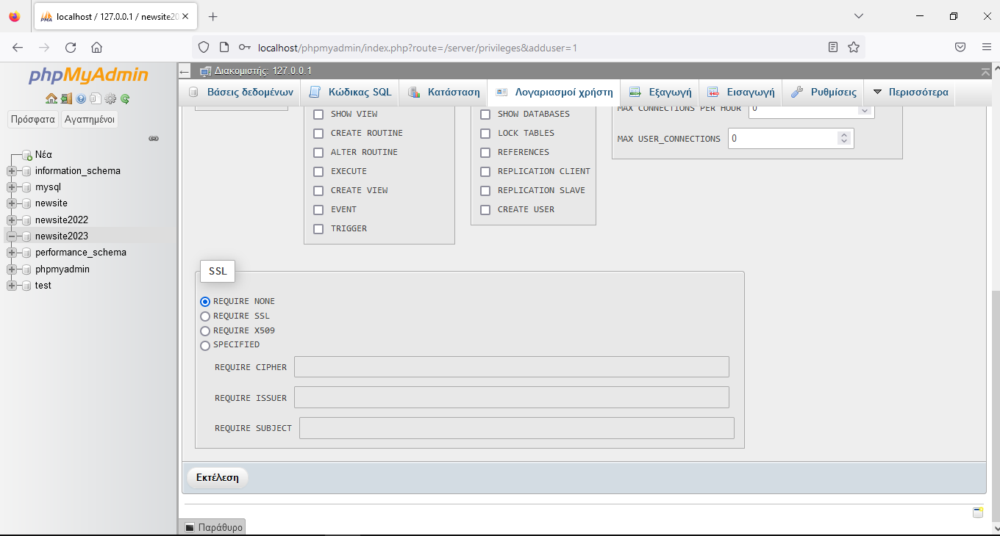 localhost / 127.0.0.1 / newsite20
localhost/phpmyadmin/index.php?route=/server/privileges&adduser=1
phpMyAdmin
Πρόσφατα Αγαπημένοι
Νέα
information_schema
mysql
newsite
newsite2022
newsite2023
performance_schema
phpmyadmin
test
Διακομιστής: 127.0.0.1
Βάσεις δεδομένων Κώδικας SQL Κατάσταση Λογαριασμοί χρήστη Εξαγωγή Εισαγωγή Ρυθμίσεις Περισσότερα
SHOW VIEW
CREATE ROUTINE
ALTER ROUTINE
EXECUTE
CREATE VIEW
EVENT
TRIGGER
SHOW DATABASES
LOCK TABLES
REFERENCES
REPLICATION CLIENT
REPLICATION SLAVE
CREATE USER
MAX CONNECTIONS PER HOUR 0
MAX USER_CONNECTIONS 0
SSL
REQUIRE NONE
REQUIRE SSL
REQUIRE X509
SPECIFIED
REQUIRE CIPHER
REQUIRE ISSUER
REQUIRE SUBJECT
Εκτέλεση
Παράθυρο